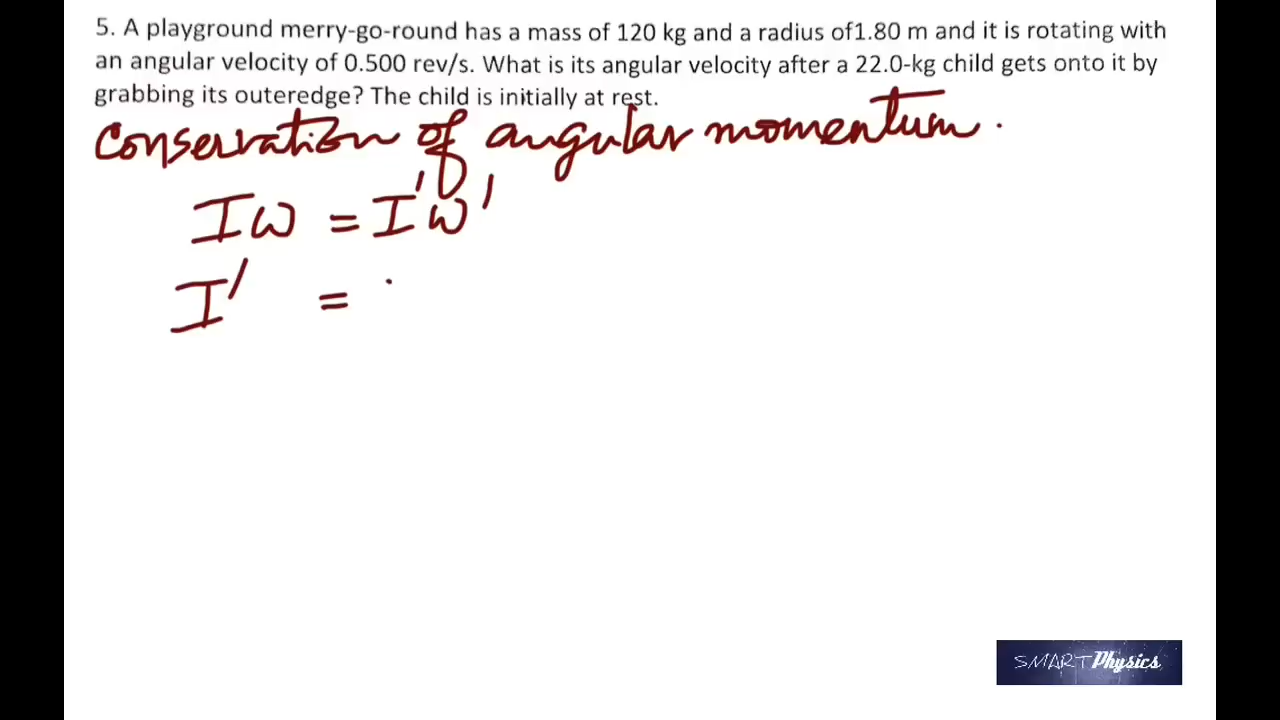 5. A playground merry-go-round has a mass of 120 kg and a radius of1.80 m and it is rotating with
an angular velocity of 0.500 rev/s. What is its angular velocity after a 22.0-kg child gets onto it by
grabbing its outeredge? The child is initially at rest.
Conservation of angular momentum.
Iω = I'ω'
I' =
SMART Physics